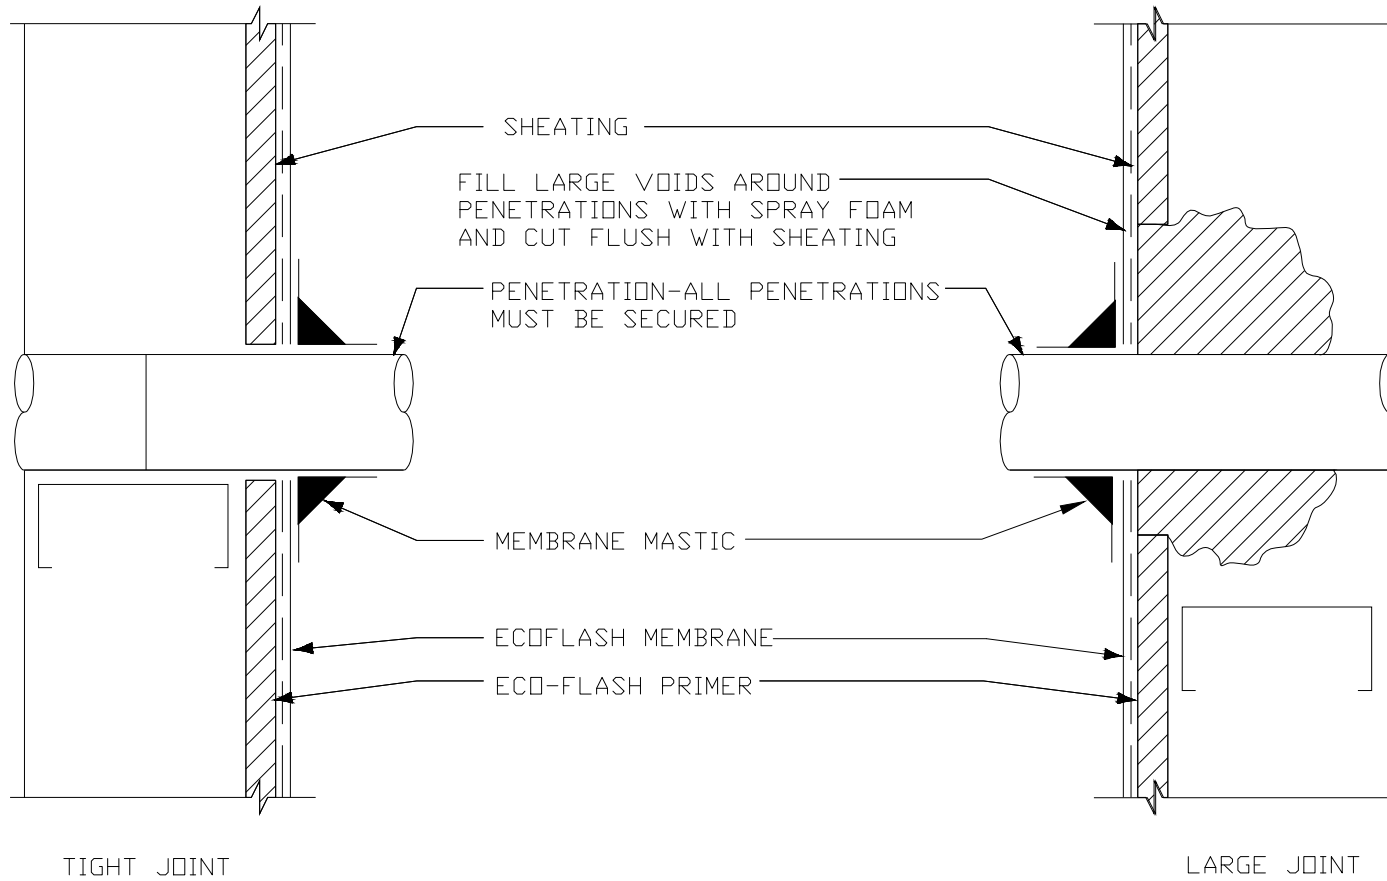 SHEATING
FILL LARGE VOIDS AROUND
PENETRATIONS WITH SPRAY FOAM
AND CUT FLUSH WITH SHEATING
PENETRATION-ALL PENETRATIONS
MUST BE SECURED
MEMBRANE MASTIC
ECOFLASH MEMBRANE
ECO-FLASH PRIMER
TIGHT JOINT
LARGE JOINT